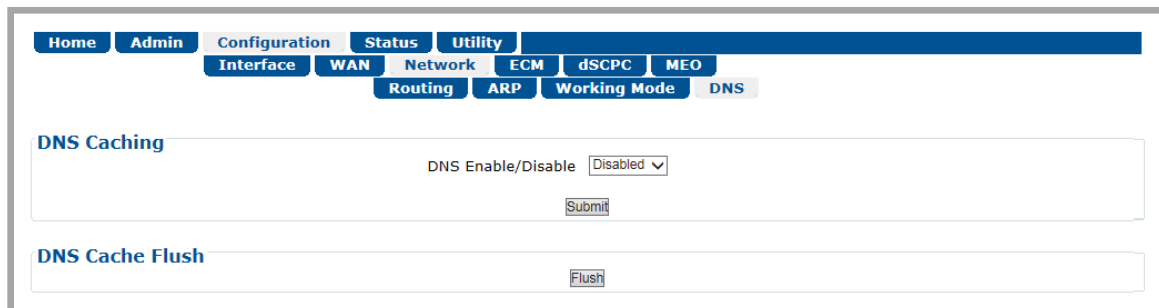 Home Admin Configuration Status Utility
Interface WAN Network ECM dSCPC MEO
Routing ARP Working Mode DNS
DNS Caching
DNS Enable/Disable Disabled
Submit
DNS Cache Flush
Flush